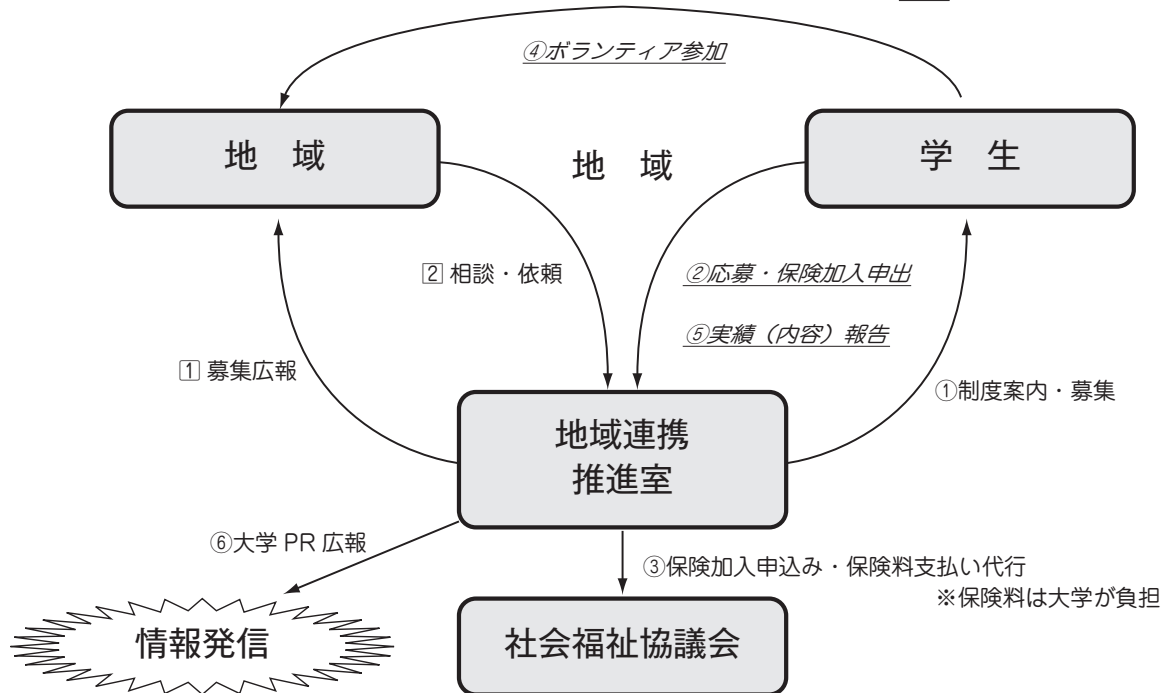 ④ボランティア参加
地　域
地　域
学　生
2 相談・依頼
②応募・保険加入申出
⑤実績（内容）報告
1 募集広報
①制度案内・募集
地域連携
推進室
⑥大学 PR 広報
③保険加入申込み・保険料支払い代行
※保険料は大学が負担
情報発信
社会福祉協議会